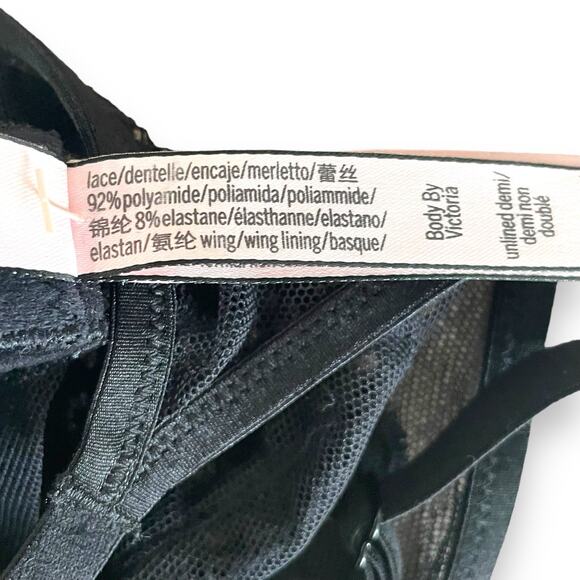 lace/dentelle/encaje/merletto/蕾丝
92%polyamide/poliamida/poliammide/
锦纶 8%elastane/élasthanne/elastano/
elastan/氨纶 wing/wing lining/basque/
Body By
Victoria
unlined demi/
demi non
doublé